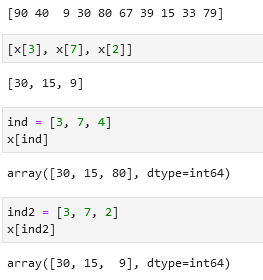 [90 40  9 30 80 67 39 15 33 79]
[x[3], x[7], x[2]]
[30, 15, 9]
ind = [3, 7, 4]
x[ind]
array([30, 15, 80], dtype=int64)
ind2 = [3, 7, 2]
x[ind2]
array([30, 15,  9], dtype=int64)